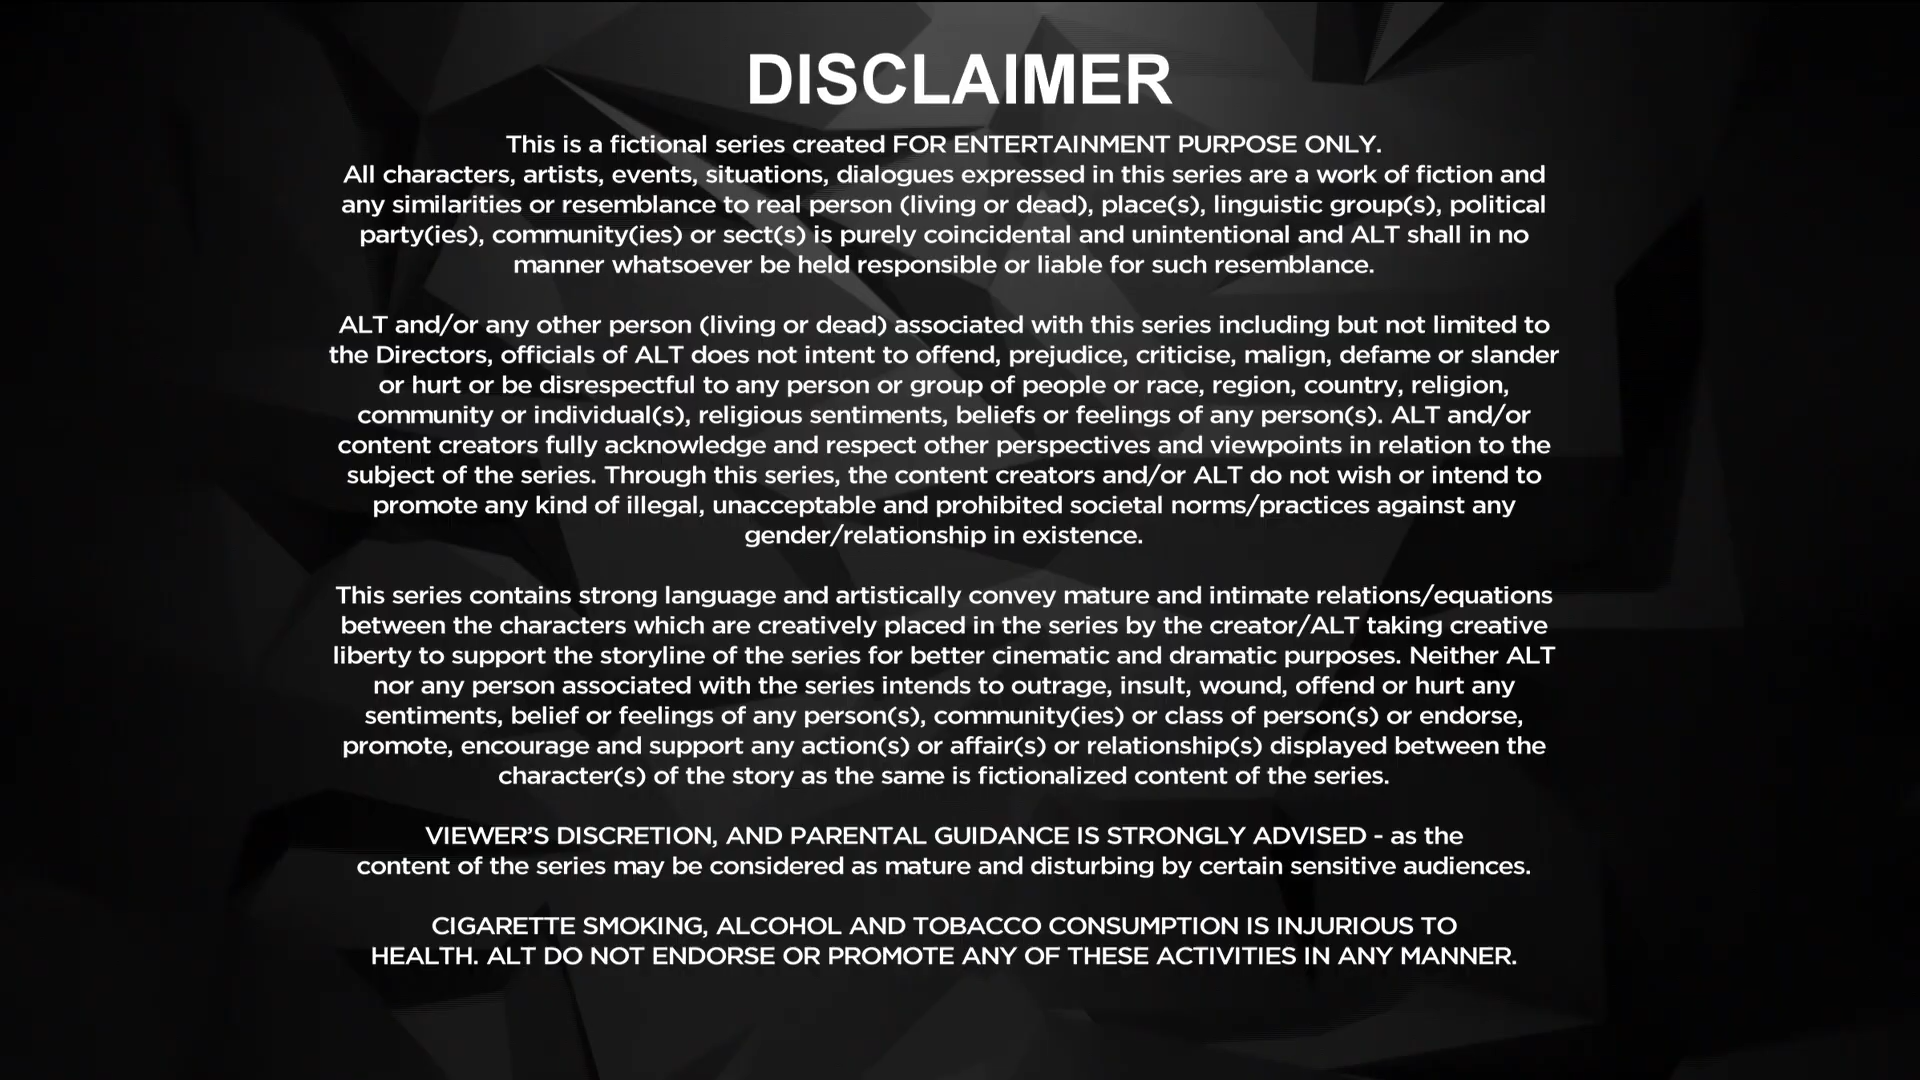 DISCLAIMER
This is a fictional series created FOR ENTERTAINMENT PURPOSE ONLY.
All characters, artists, events, situations, dialogues expressed in this series are a work of fiction and
any similarities or resemblance to real person (living or dead), place(s), linguistic group(s), political
party(ies), community(ies) or sect(s) is purely coincidental and unintentional and ALT shall in no
manner whatsoever be held responsible or liable for such resemblance.
ALT and/or any other person (living or dead) associated with this series including but not limited to
the Directors, officials of ALT does not intent to offend, prejudice, criticise, malign, defame or slander
or hurt or be disrespectful to any person or group of people or race, region, country, religion,
community or individual(s), religious sentiments, beliefs or feelings of any person(s). ALT and/or
content creators fully acknowledge and respect other perspectives and viewpoints in relation to the
subject of the series. Through this series, the content creators and/or ALT do not wish or intend to
promote any kind of illegal, unacceptable and prohibited societal norms/practices against any
gender/relationship in existence.
This series contains strong language and artistically convey mature and intimate relations/equations
between the characters which are creatively placed in the series by the creator/ALT taking creative
liberty to support the storyline of the series for better cinematic and dramatic purposes. Neither ALT
nor any person associated with the series intends to outrage, insult, wound, offend or hurt any
sentiments, belief or feelings of any person(s), community(ies) or class of person(s) or endorse,
promote, encourage and support any action(s) or affair(s) or relationship(s) displayed between the
character(s) of the story as the same is fictionalized content of the series.
VIEWER’S DISCRETION, AND PARENTAL GUIDANCE IS STRONGLY ADVISED - as the
content of the series may be considered as mature and disturbing by certain sensitive audiences.
CIGARETTE SMOKING, ALCOHOL AND TOBACCO CONSUMPTION IS INJURIOUS TO
HEALTH. ALT DO NOT ENDORSE OR PROMOTE ANY OF THESE ACTIVITIES IN ANY MANNER.